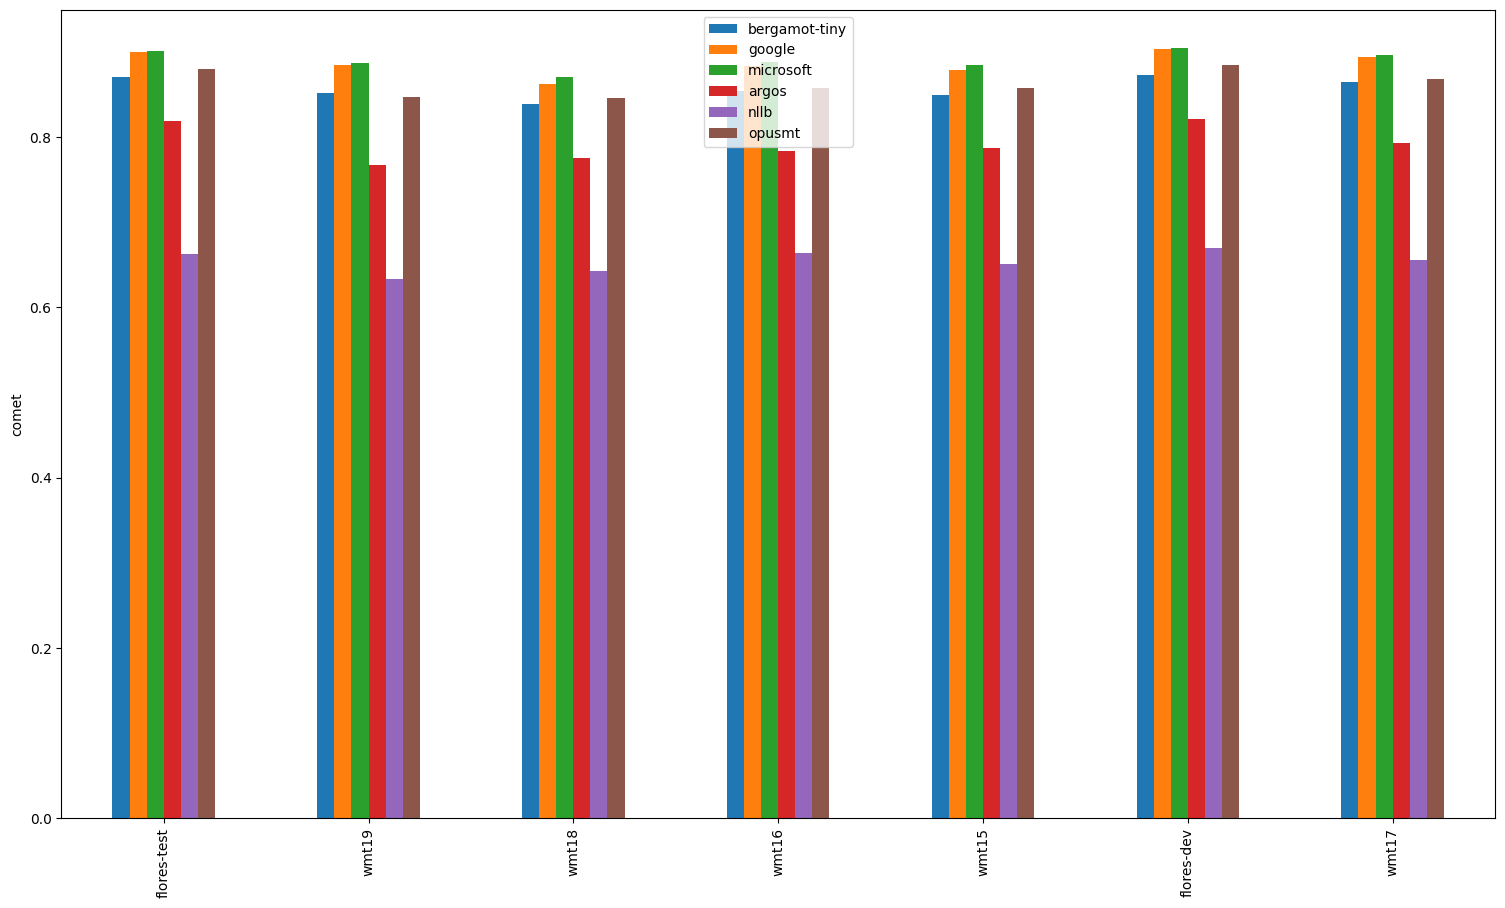 bergamot-tiny
google
microsoft
argos
nllb
opusmt
comet
0.8
0.6
0.4
0.2
0.0
flores-test
wmt19
wmt18
wmt16
wmt15
flores-dev
wmt17